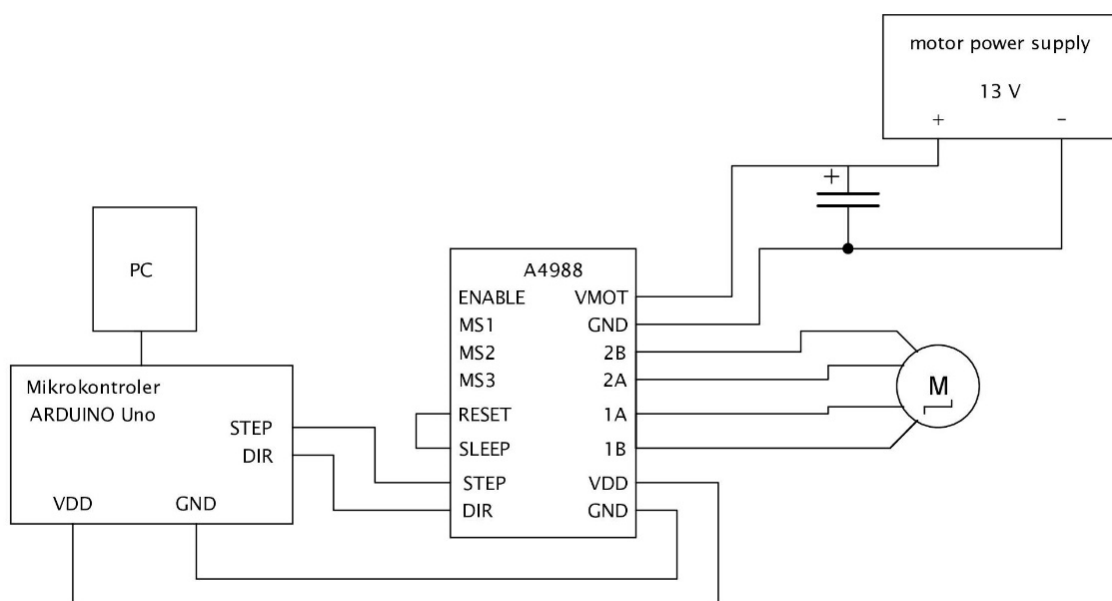 motor power supply
13 V
+ -
+
PC
A4988
ENABLE VMOT
MS1 GND
MS2 2B
MS3 2A
RESET 1A
SLEEP 1B
STEP VDD
DIR GND
M
Mikrokontroler
ARDUINO Uno
STEP
DIR
VDD GND